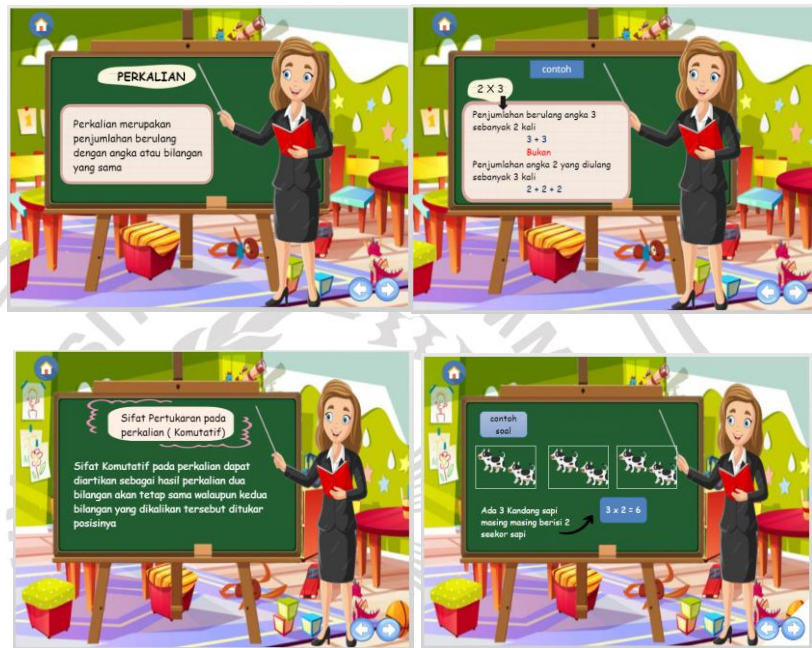 PERKALIAN
Perkalian merupakan
penjumlahan berulang
dengan angka atau bilangan
yang sama
contoh
2 X 3
Penjumlahan berulang angka 3
sebanyak 2 kali
3 + 3
Bukan
Penjumlahan angka 2 yang diulang
sebanyak 3 kali
2 + 2 + 2
Sifat Pertukaran pada
perkalian ( Komutatif)
Sifat Komutatif pada perkalian dapat
diartikan sebagai hasil perkalian dua
bilangan akan tetap sama walaupun kedua
bilangan yang dikalikan tersebut ditukar
posisinya
contoh
soal
Ada 3 Kandang sapi
masing masing berisi 2
seekor sapi
3 x 2 = 6